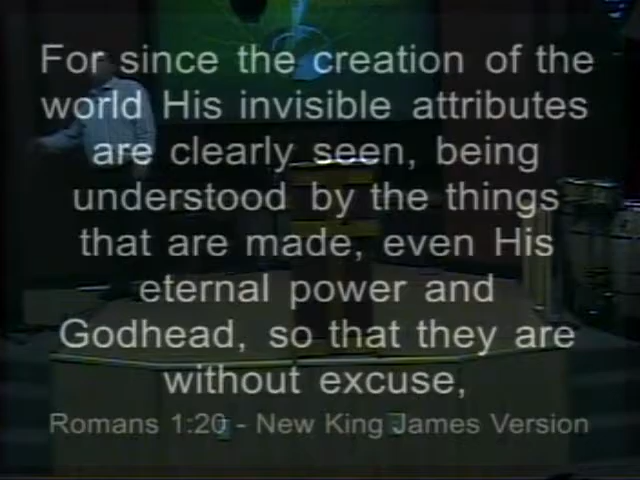 For since the creation of the
world His invisible attributes
are clearly seen, being
understood by the things
that are made, even His
eternal power and
Godhead, so that they are
without excuse,
Romans 1:20 - New King James Version